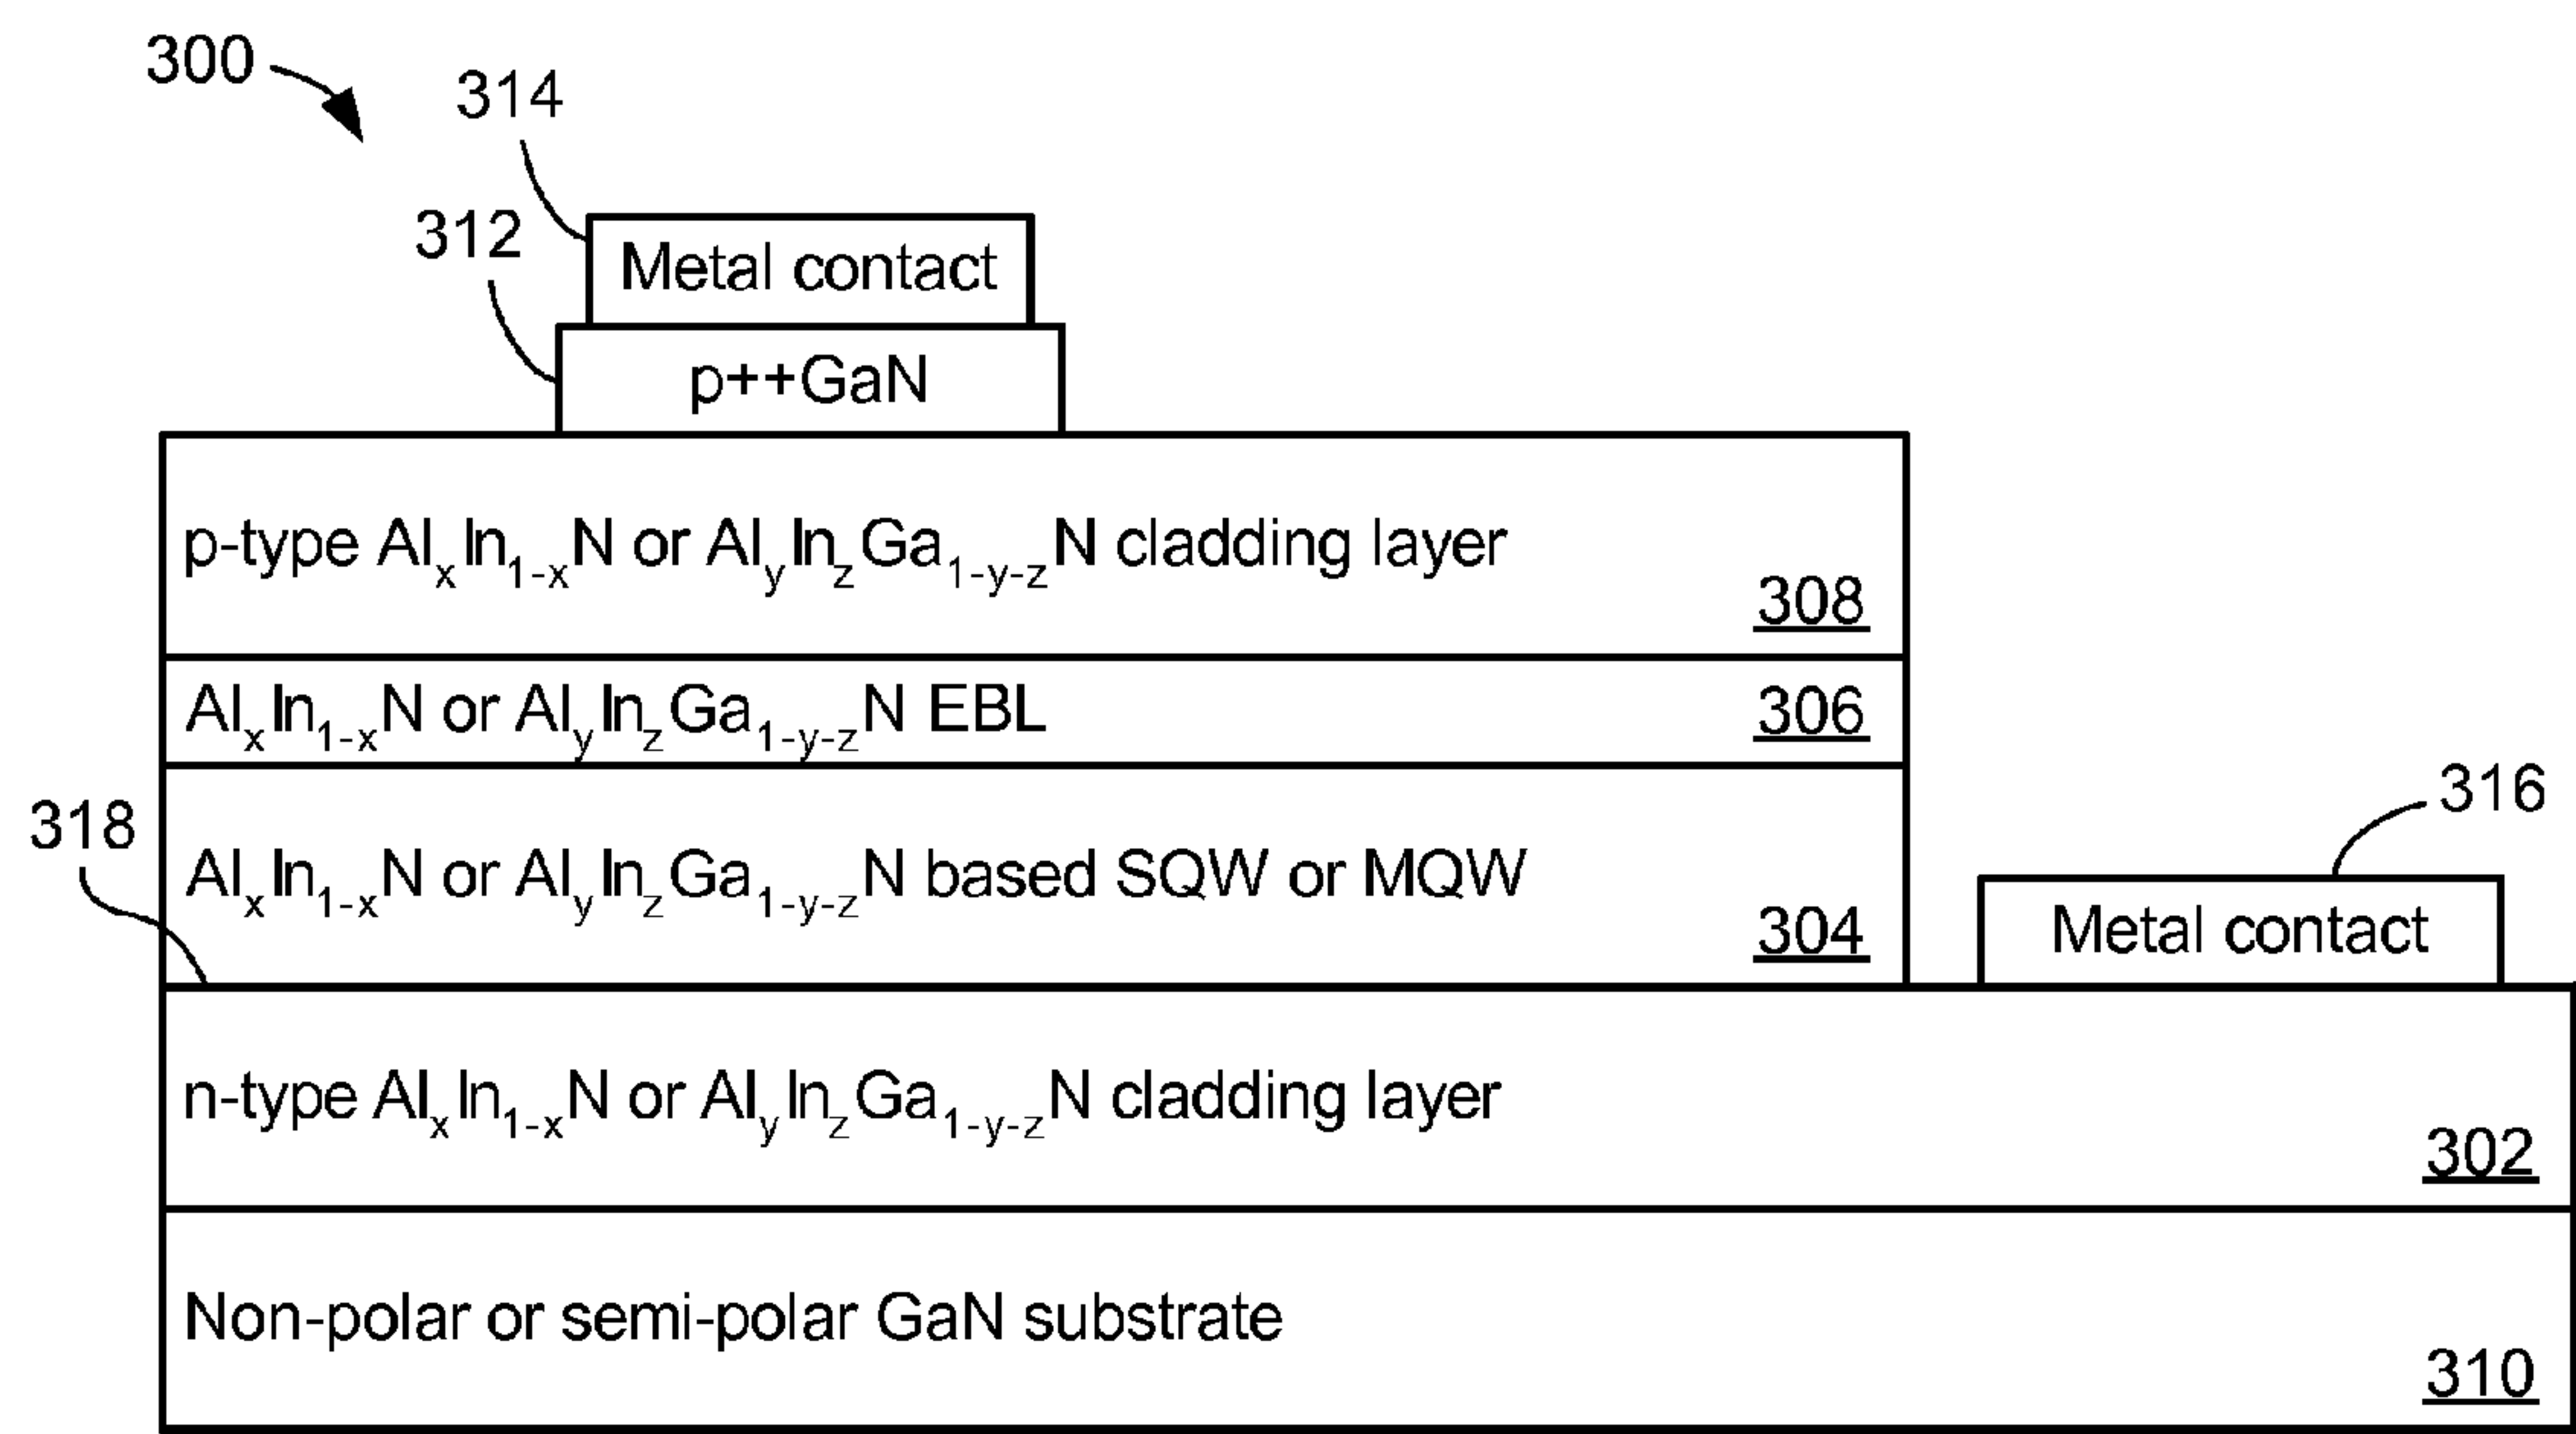 300
314
312
Metal contact
p++GaN
p-type AlₓIn₁₋ₓN or AlyInzGa1-y-zN cladding layer
308
AlₓIn₁₋ₓN or AlyInzGa1-y-zN EBL
306
318
AlₓIn₁₋ₓN or AlyInzGa1-y-zN based SQW or MQW
304
316
Metal contact
n-type AlₓIn₁₋ₓN or AlyInzGa1-y-zN cladding layer
302
Non-polar or semi-polar GaN substrate
310